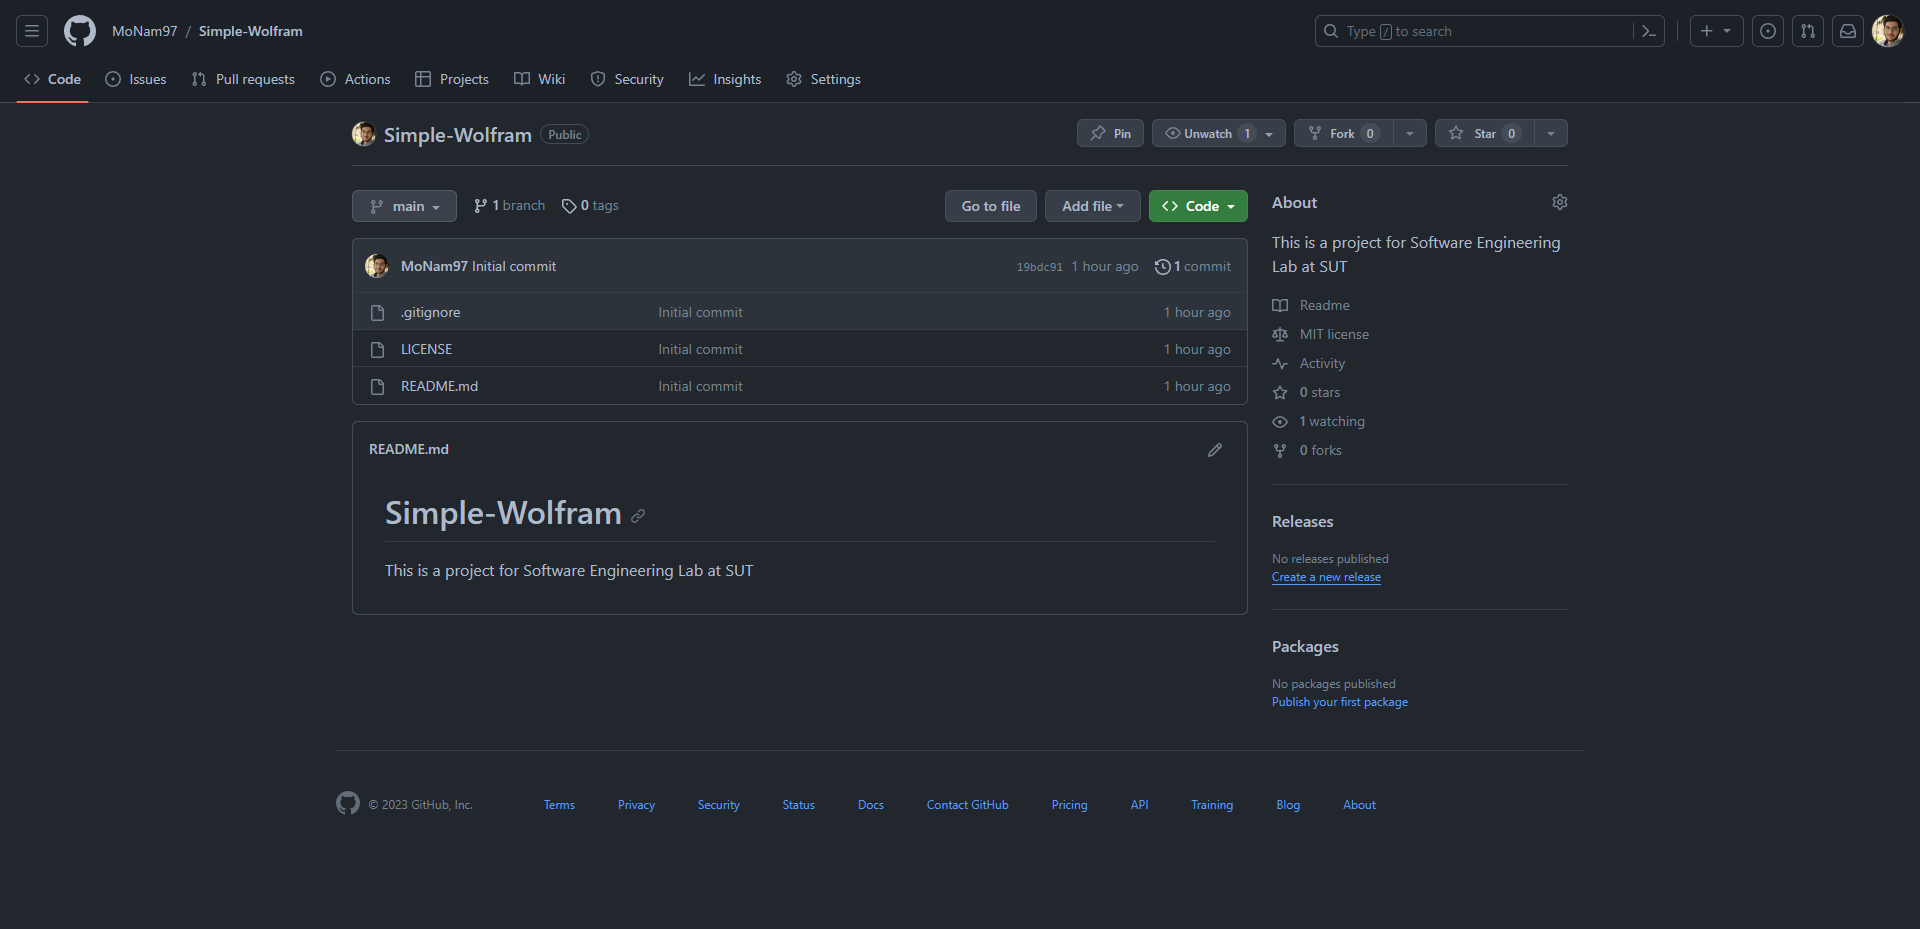 MoNam97 / Simple-Wolfram
Type / to search
Code Issues Pull requests Actions Projects Wiki Security Insights Settings
Simple-Wolfram Public
Pin Unwatch 1 Fork 0 Star 0
main 1 branch 0 tags Go to file Add file Code
MoNam97 Initial commit 19bdc91 1 hour ago 1 commit
.gitignore Initial commit 1 hour ago
LICENSE Initial commit 1 hour ago
README.md Initial commit 1 hour ago
README.md
Simple-Wolfram
This is a project for Software Engineering Lab at SUT
About
This is a project for Software Engineering
Lab at SUT
Readme
MIT license
Activity
0 stars
1 watching
0 forks
Releases
No releases published
Create a new release
Packages
No packages published
Publish your first package
© 2023 GitHub, Inc. Terms Privacy Security Status Docs Contact GitHub Pricing API Training Blog About